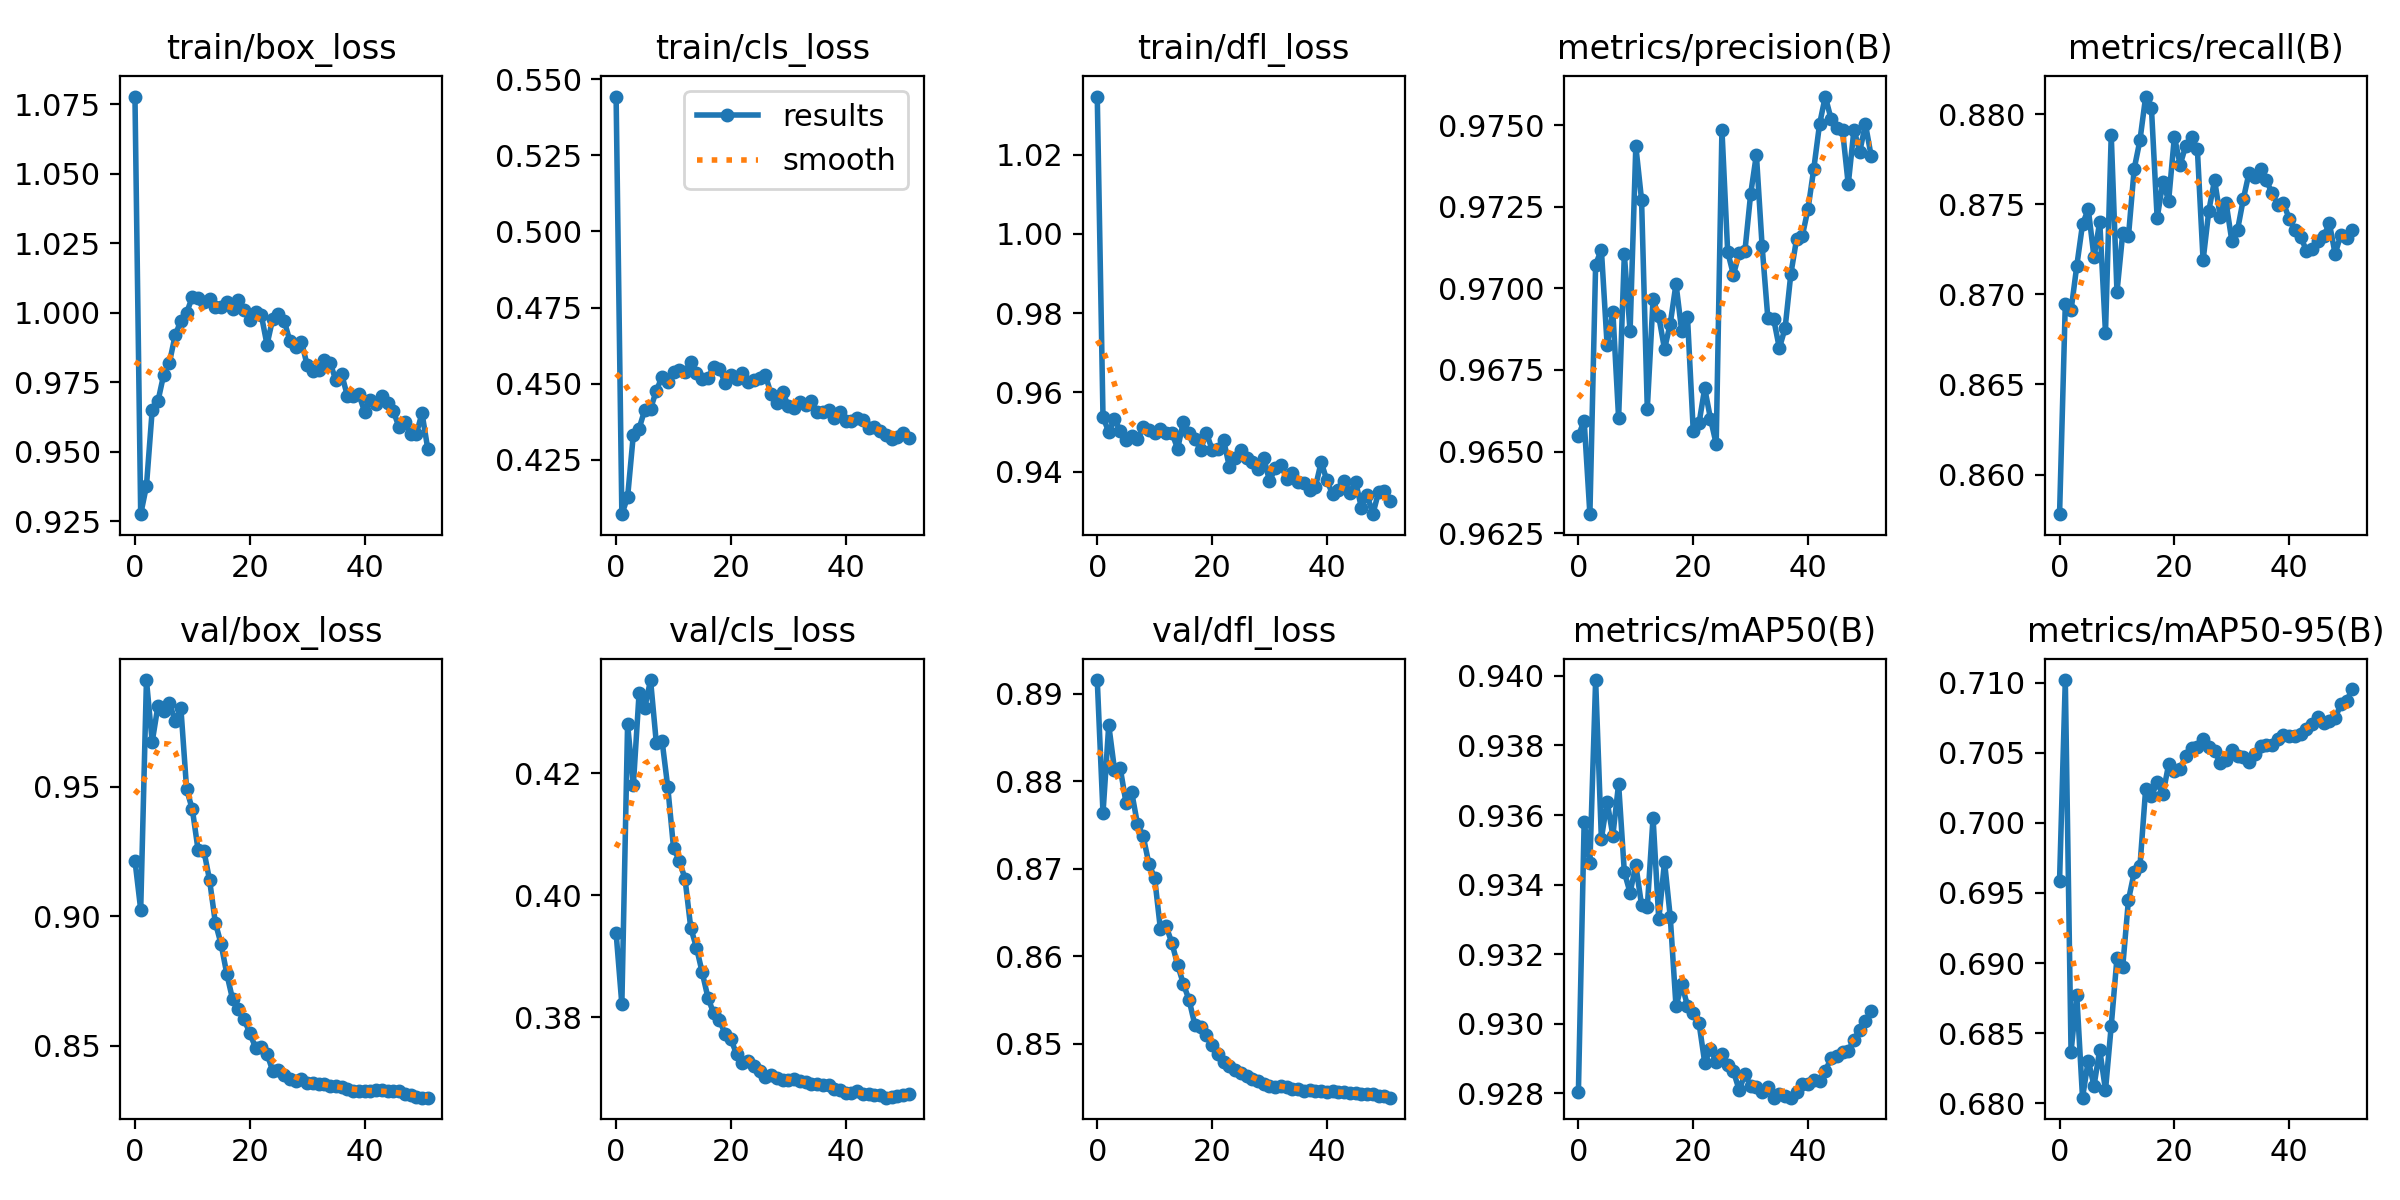 train/box_loss
1.075
1.050
1.025
1.000
0.975
0.950
0.925
0 20 40
train/cls_loss
results
smooth
0.550
0.525
0.500
0.475
0.450
0.425
0 20 40
train/dfl_loss
1.02
1.00
0.98
0.96
0.94
0 20 40
metrics/precision(B)
0.9750
0.9725
0.9700
0.9675
0.9650
0.9625
0 20 40
metrics/recall(B)
0.880
0.875
0.870
0.865
0.860
0 20 40
val/box_loss
0.95
0.90
0.85
0 20 40
val/cls_loss
0.42
0.40
0.38
0 20 40
val/dfl_loss
0.89
0.88
0.87
0.86
0.85
0 20 40
metrics/mAP50(B)
0.940
0.938
0.936
0.934
0.932
0.930
0.928
0 20 40
metrics/mAP50-95(B)
0.710
0.705
0.700
0.695
0.690
0.685
0.680
0 20 40